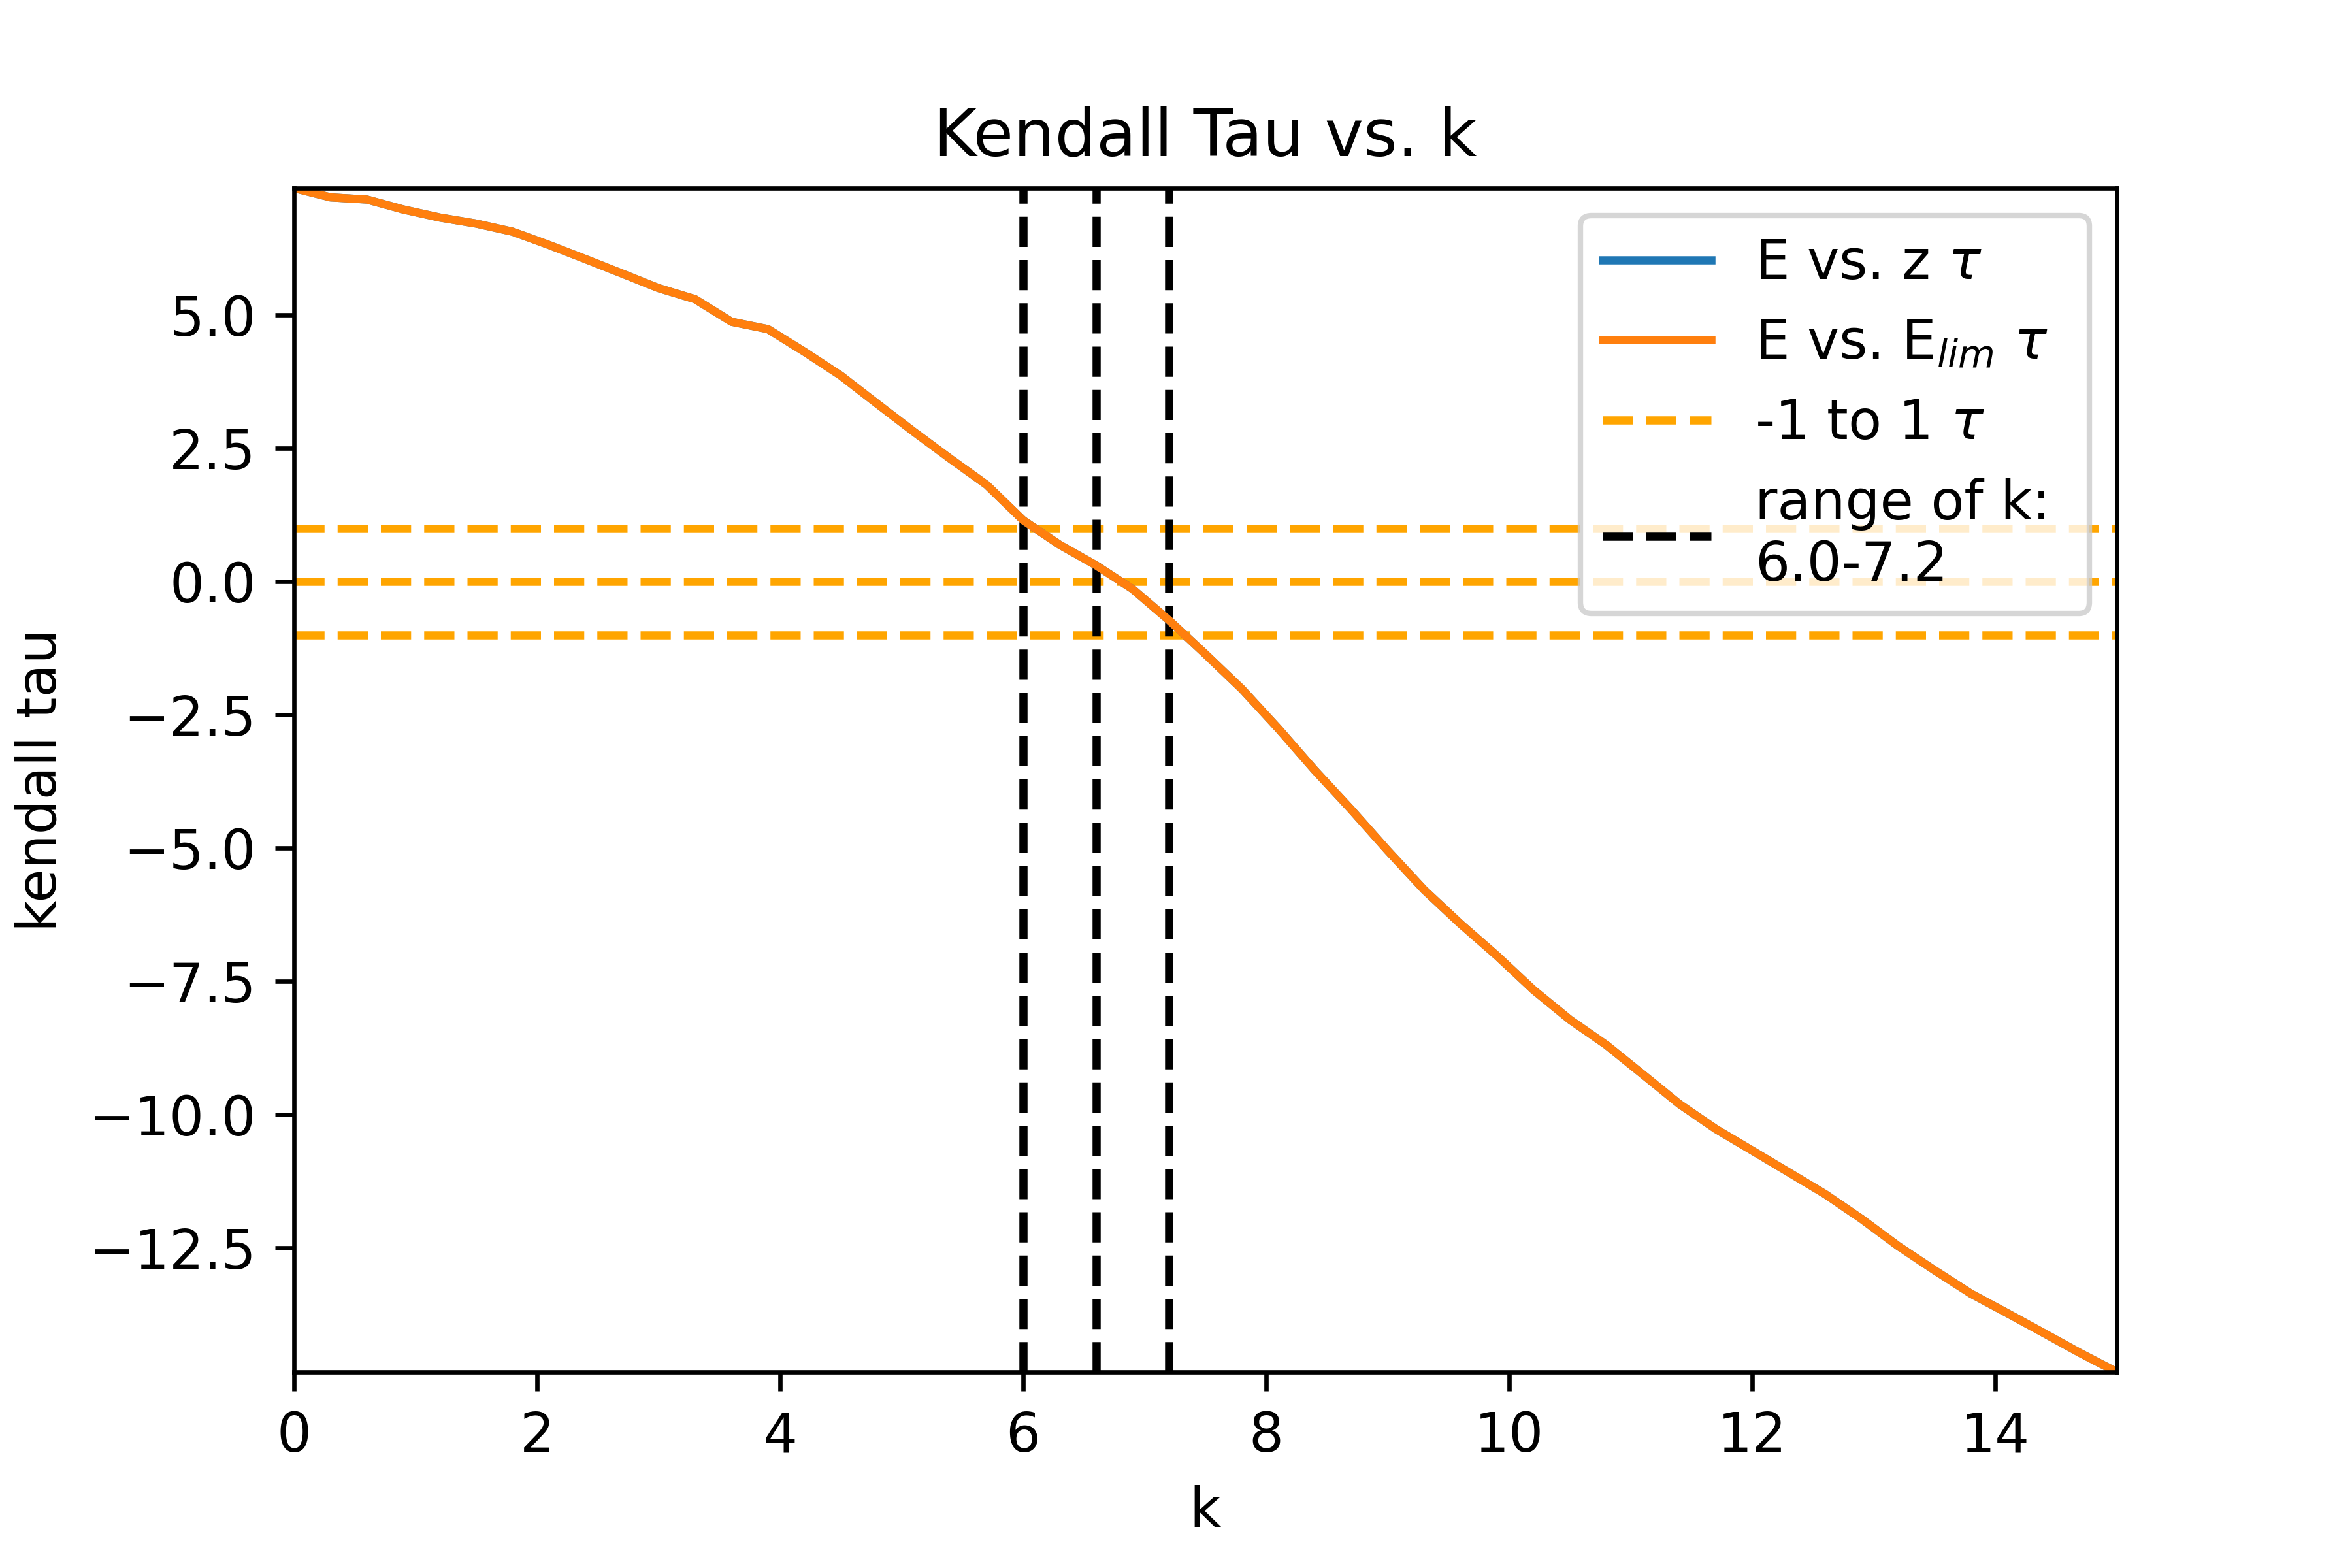 Kendall Tau vs. k
E vs. z τ
E vs. E_lim τ
-1 to 1 τ
range of k:
6.0-7.2
5.0
2.5
0.0
−2.5
−5.0
−7.5
−10.0
−12.5
kendall tau
0 2 4 6 8 10 12 14
k